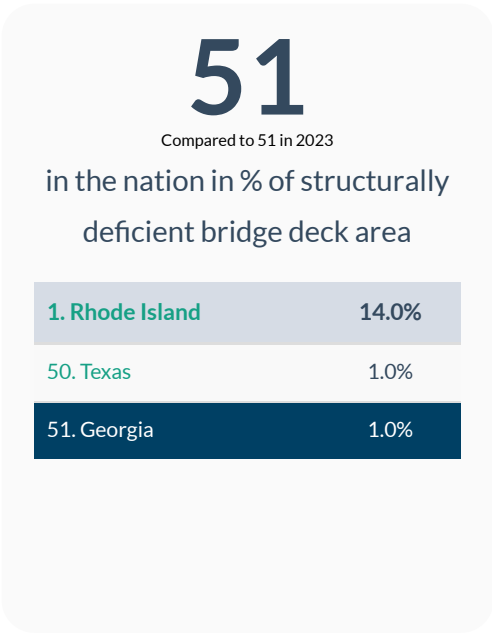 51
Compared to 51 in 2023
in the nation in % of structurally
deficient bridge deck area
1. Rhode Island 14.0%
50. Texas 1.0%
51. Georgia 1.0%